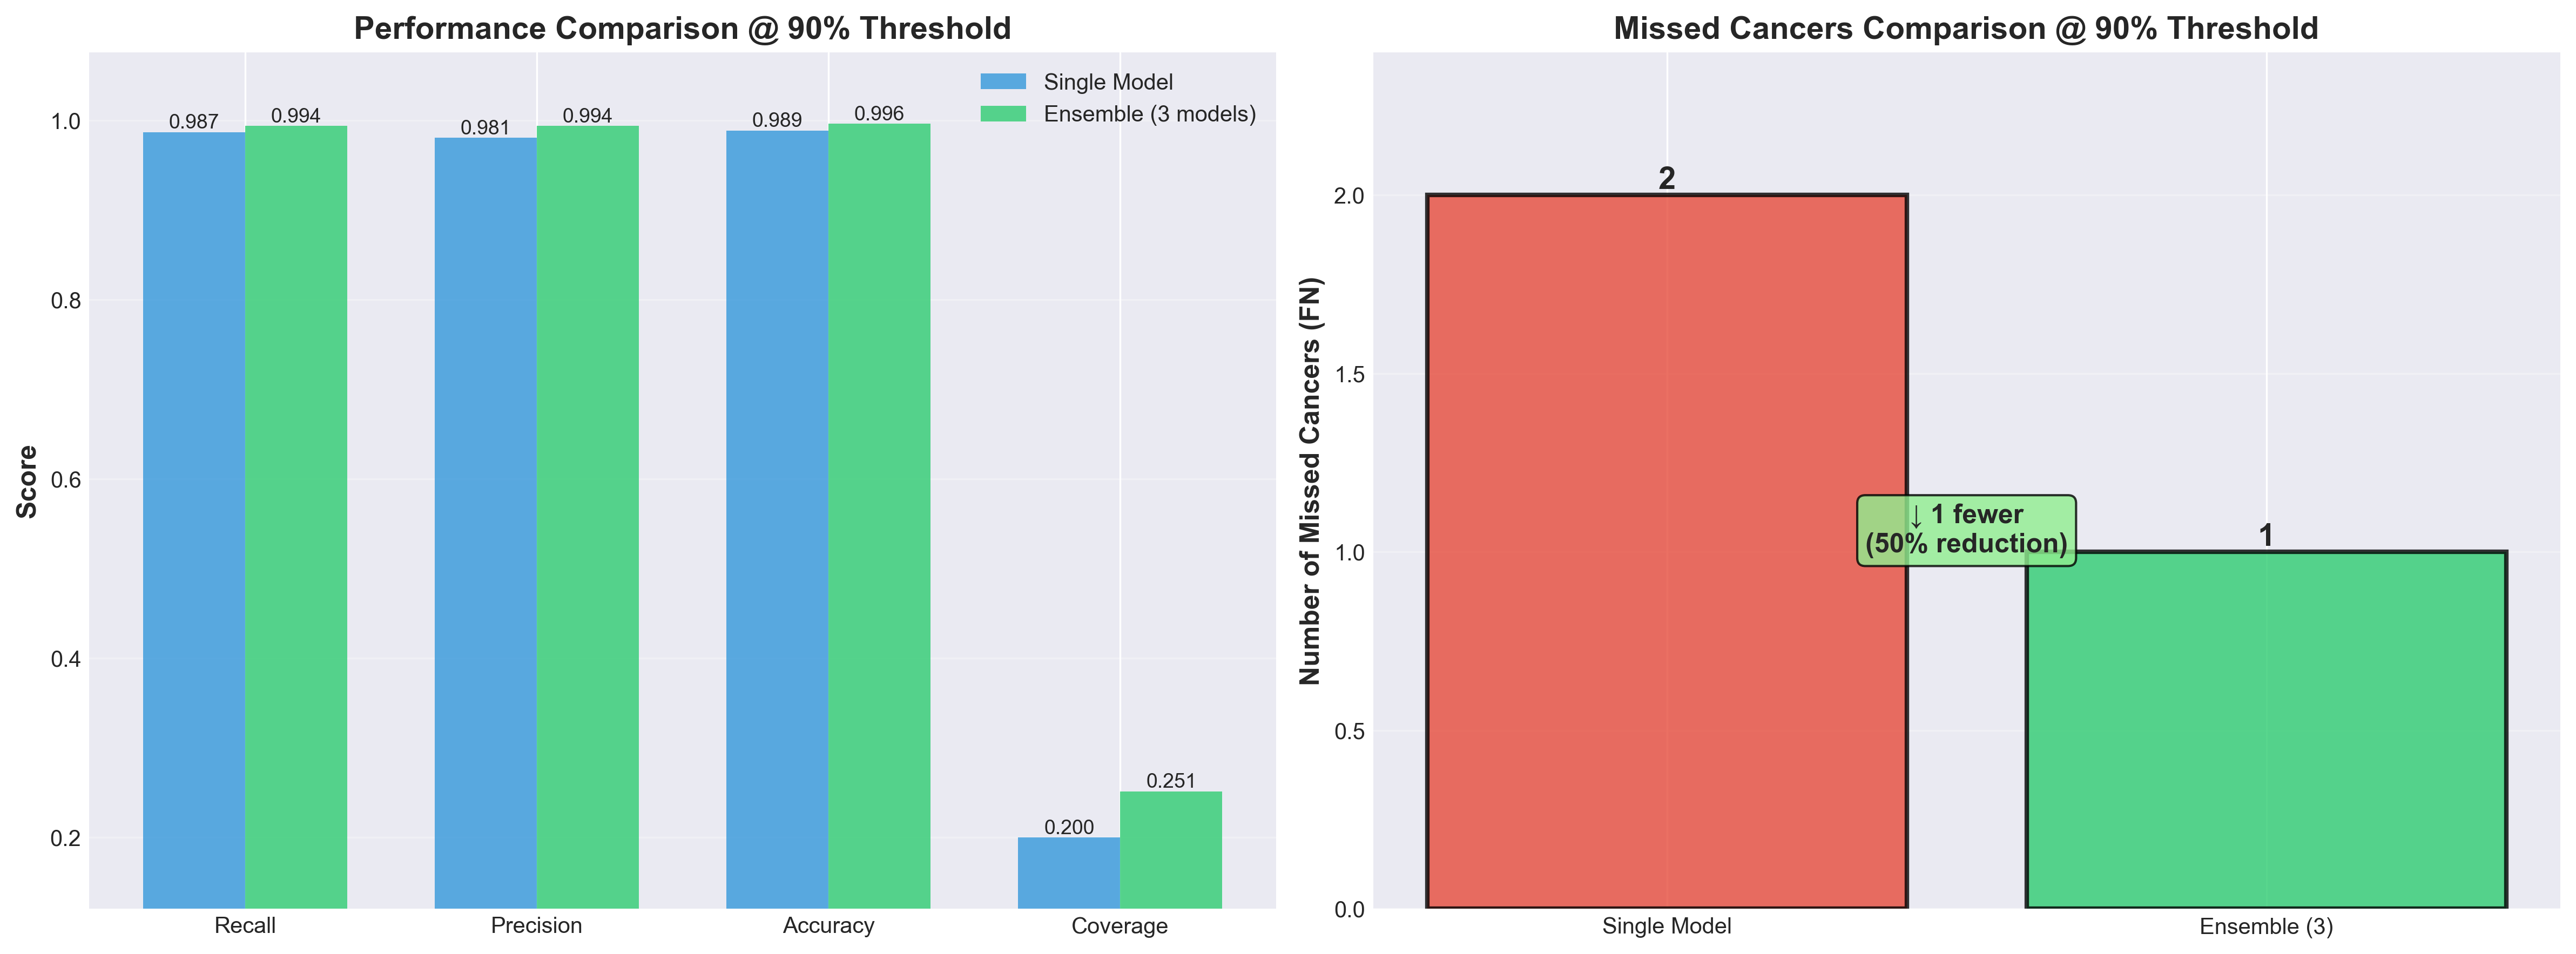 Performance Comparison @ 90% Threshold
Single Model
Ensemble (3 models)
Score
1.0
0.8
0.6
0.4
0.2
0.987
0.994
0.981
0.994
0.989
0.996
0.200
0.251
Recall
Precision
Accuracy
Coverage
Missed Cancers Comparison @ 90% Threshold
Number of Missed Cancers (FN)
2.0
1.5
1.0
0.5
0.0
2
↓ 1 fewer
(50% reduction)
1
Single Model
Ensemble (3)